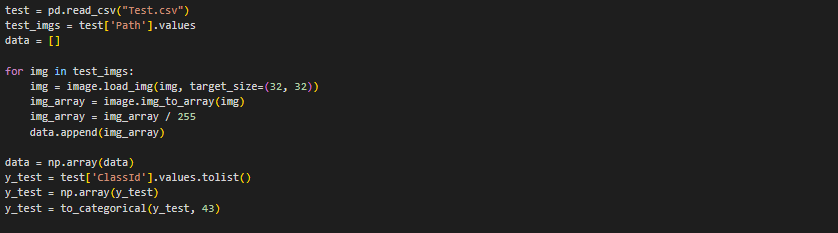 test = pd.read_csv("Test.csv")
test_imgs = test['Path'].values
data = []

for img in test_imgs:
    img = image.load_img(img, target_size=(32, 32))
    img_array = image.img_to_array(img)
    img_array = img_array / 255
    data.append(img_array)

data = np.array(data)
y_test = test['ClassId'].values.tolist()
y_test = np.array(y_test)
y_test = to_categorical(y_test, 43)